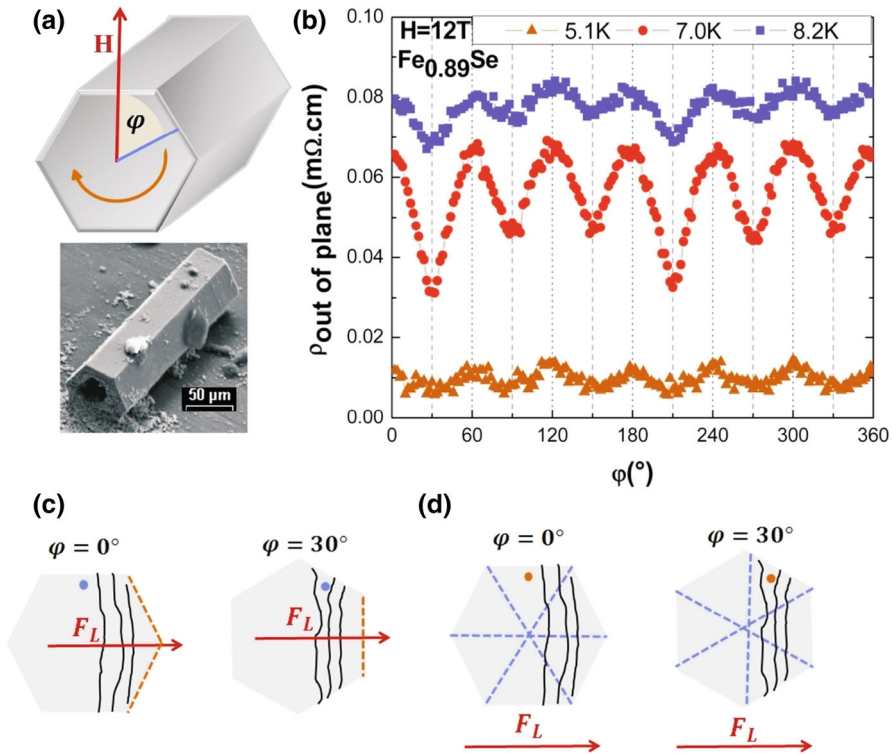 (a)
H
φ
50 µm
(b)
H=12T
5.1K 7.0K 8.2K
Fe0.89Se
ρout of plane(mΩ.cm)
0.10
0.08
0.06
0.04
0.02
0.00
0 60 120 180 240 300 360
φ(°)
(c)
φ = 0° φ = 30°
FL FL
(d)
φ = 0° φ = 30°
FL FL